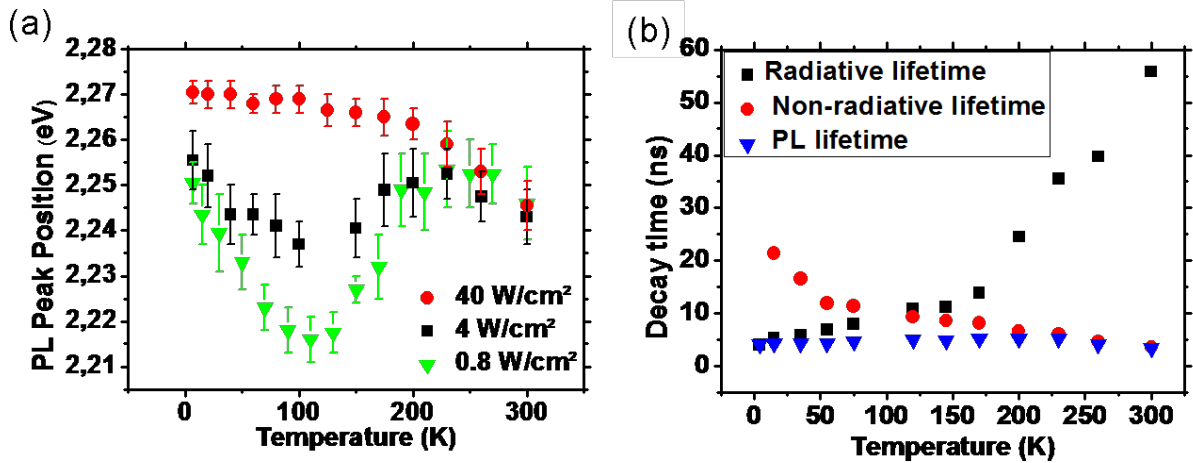 (a)
PL Peak Position (eV)
2,28
2,27
2,26
2,25
2,24
2,23
2,22
2,21
40 W/cm²
4 W/cm²
0.8 W/cm²
0 100 200 300
Temperature (K)
(b)
Decay time (ns)
60
50
40
30
20
10
0
Radiative lifetime
Non-radiative lifetime
PL lifetime
0 50 100 150 200 250 300
Temperature (K)